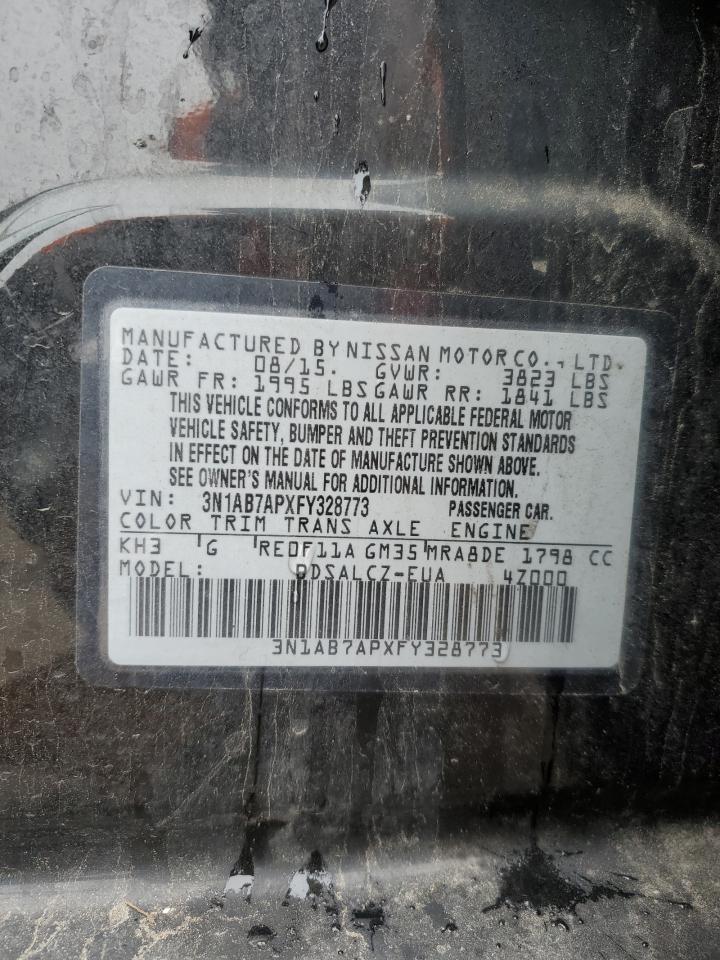 MANUFACTURED BY NISSAN MOTOR CO., LTD.
DATE: 08/15. GVWR: 3823 LBS
GAWR FR: 1995 LBS GAWR RR: 1841 LBS
THIS VEHICLE CONFORMS TO ALL APPLICABLE FEDERAL MOTOR
VEHICLE SAFETY, BUMPER AND THEFT PREVENTION STANDARDS
IN EFFECT ON THE DATE OF MANUFACTURE SHOWN ABOVE.
SEE OWNER'S MANUAL FOR ADDITIONAL INFORMATION.
VIN: 3N1AB7APXFY328773 PASSENGER CAR.
COLOR TRIM TRANS AXLE ENGINE
KH3 G RE0F11A GM35 MRA8DE 1798 CC
MODEL: BDSALCZ-EUA 47000
3N1AB7APXFY328773